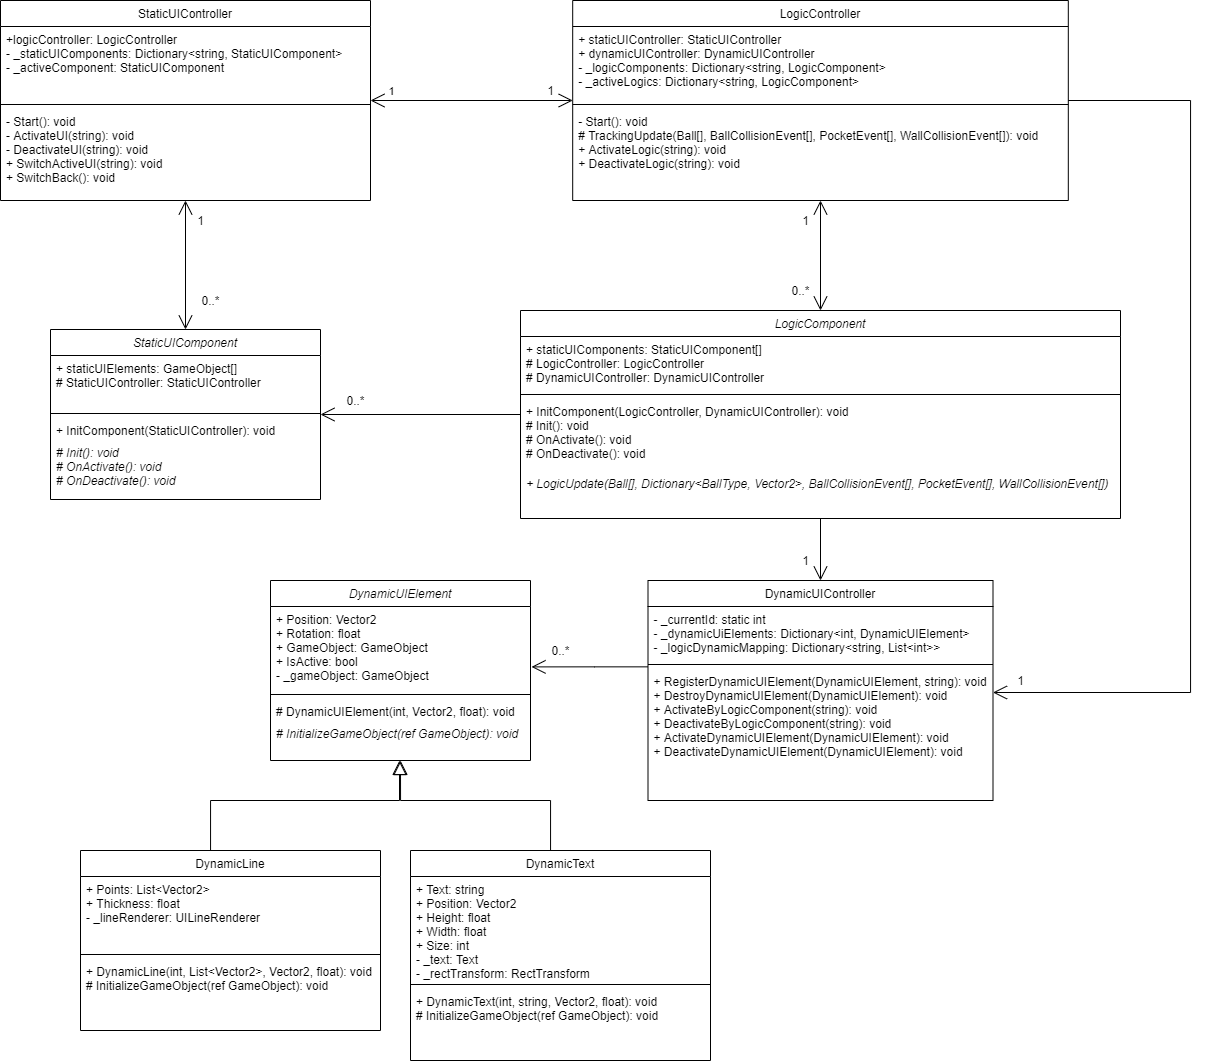 StaticUIController
+logicController: LogicController
- _staticUIComponents: Dictionary<string, StaticUIComponent>
- _activeComponent: StaticUIComponent
- Start(): void
- ActivateUI(string): void
- DeactivateUI(string): void
+ SwitchActiveUI(string): void
+ SwitchBack(): void
1
1
LogicController
+ staticUIController: StaticUIController
+ dynamicUIController: DynamicUIController
- _logicComponents: Dictionary<string, LogicComponent>
- _activeLogics: Dictionary<string, LogicComponent>
- Start(): void
# TrackingUpdate(Ball[], BallCollisionEvent[], PocketEvent[], WallCollisionEvent[]): void
+ ActivateLogic(string): void
+ DeactivateLogic(string): void
1
0..*
1
0..*
StaticUIComponent
+ staticUIElements: GameObject[]
# StaticUIController: StaticUIController
+ InitComponent(StaticUIController): void
# Init(): void
# OnActivate(): void
# OnDeactivate(): void
0..*
LogicComponent
+ staticUIComponents: StaticUIComponent[]
# LogicController: LogicController
# DynamicUIController: DynamicUIController
+ InitComponent(LogicController, DynamicUIController): void
# Init(): void
# OnActivate(): void
# OnDeactivate(): void
+ LogicUpdate(Ball[], Dictionary<BallType, Vector2>, BallCollisionEvent[], PocketEvent[], WallCollisionEvent[])
1
DynamicUIElement
+ Position: Vector2
+ Rotation: float
+ GameObject: GameObject
+ IsActive: bool
- _gameObject: GameObject
# DynamicUIElement(int, Vector2, float): void
# InitializeGameObject(ref GameObject): void
0..*
DynamicUIController
- _currentId: static int
- _dynamicUiElements: Dictionary<int, DynamicUIElement>
- _logicDynamicMapping: Dictionary<string, List<int>>
+ RegisterDynamicUIElement(DynamicUIElement, string): void
+ DestroyDynamicUIElement(DynamicUIElement): void
+ ActivateByLogicComponent(string): void
+ DeactivateByLogicComponent(string): void
+ ActivateDynamicUIElement(DynamicUIElement): void
+ DeactivateDynamicUIElement(DynamicUIElement): void
1
DynamicLine
+ Points: List<Vector2>
+ Thickness: float
- _lineRenderer: UILineRenderer
+ DynamicLine(int, List<Vector2>, Vector2, float): void
# InitializeGameObject(ref GameObject): void
DynamicText
+ Text: string
+ Position: Vector2
+ Height: float
+ Width: float
+ Size: int
- _text: Text
- _rectTransform: RectTransform
+ DynamicText(int, string, Vector2, float): void
# InitializeGameObject(ref GameObject): void